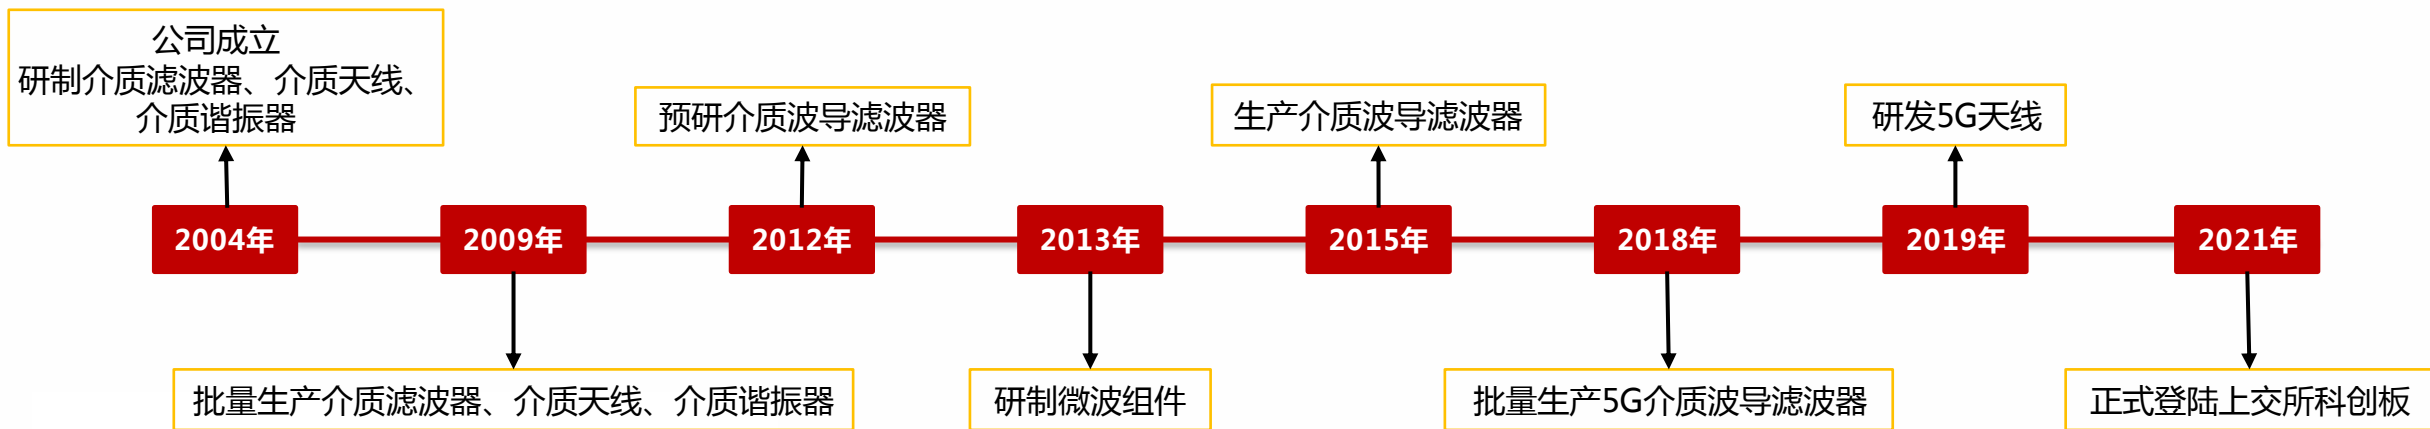 公司成立
研制介质滤波器、介质天线、
介质谐振器
预研介质波导滤波器
生产介质波导滤波器
研发5G天线
2004年
2009年
2012年
2013年
2015年
2018年
2019年
2021年
批量生产介质滤波器、介质天线、介质谐振器
研制微波组件
批量生产5G介质波导滤波器
正式登陆上交所科创板